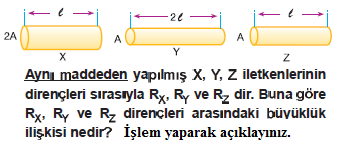 ℓ 2ℓ ℓ
2A A A
X Y Z
Aynı maddeden yapılmış X, Y, Z iletkenlerinin
dirençleri sırasıyla RX, RY ve RZ dir. Buna göre
RX, RY ve RZ dirençleri arasındaki büyüklük
ilişkisi nedir? İşlem yaparak açıklayınız.